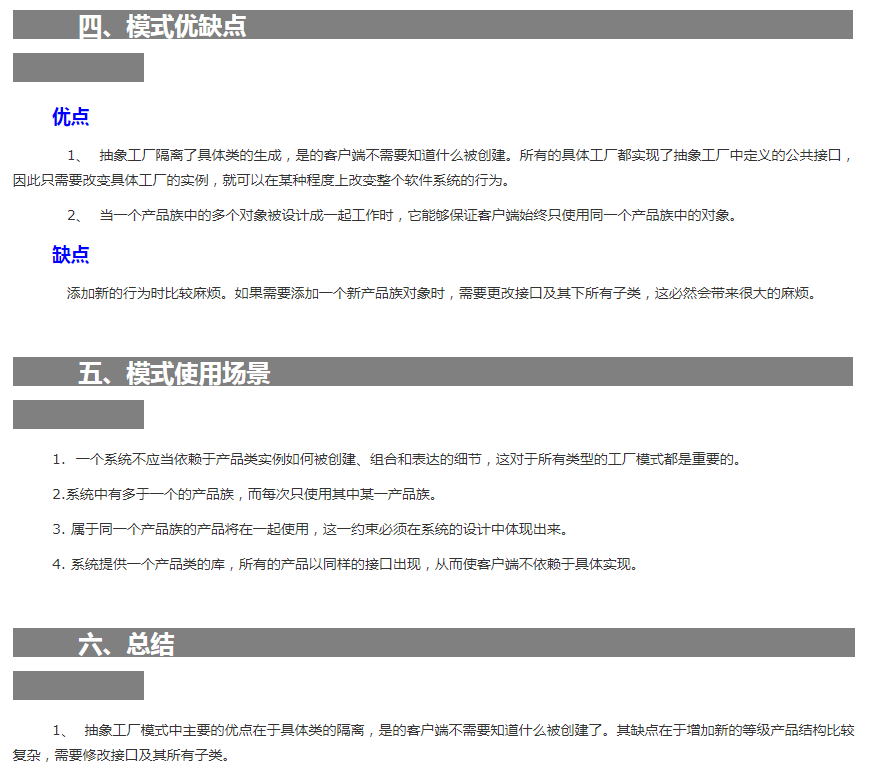 四、模式优缺点
优点
1、 抽象工厂隔离了具体类的生成，是的客户端不需要知道什么被创建。所有的具体工厂都实现了抽象工厂中定义的公共接口，
因此只需要改变具体工厂的实例，就可以在某种程度上改变整个软件系统的行为。
2、 当一个产品族中的多个对象被设计成一起工作时，它能够保证客户端始终只使用同一个产品族中的对象。
缺点
添加新的行为时比较麻烦。如果需要添加一个新产品族对象时，需要更改接口及其下所有子类，这必然会带来很大的麻烦。
五、模式使用场景
1. 一个系统不应当依赖于产品类实例如何被创建、组合和表达的细节，这对于所有类型的工厂模式都是重要的。
2.系统中有多于一个的产品族，而每次只使用其中某一产品族。
3. 属于同一个产品族的产品将在一起使用，这一约束必须在系统的设计中体现出来。
4. 系统提供一个产品类的库，所有的产品以同样的接口出现，从而使客户端不依赖于具体实现。
六、总结
1、 抽象工厂模式中主要的优点在于具体类的隔离，是的客户端不需要知道什么被创建了。其缺点在于增加新的等级产品结构比较
复杂，需要修改接口及其所有子类。